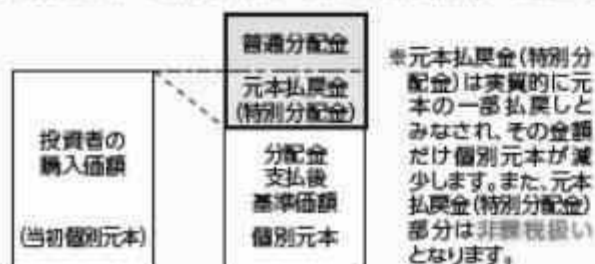 普通分配金
元本払戻金
(特別分配金)
投資者の
購入価額
(当初個別元本)
分配金
支払後
基準価額
個別元本
※元本払戻金(特別分
配金)は実質的に元
本の一部払戻しと
みなされ、その金額
だけ個別元本が減
少します。また、元本
払戻金(特別分配金)
部分は非課税扱い
となります。